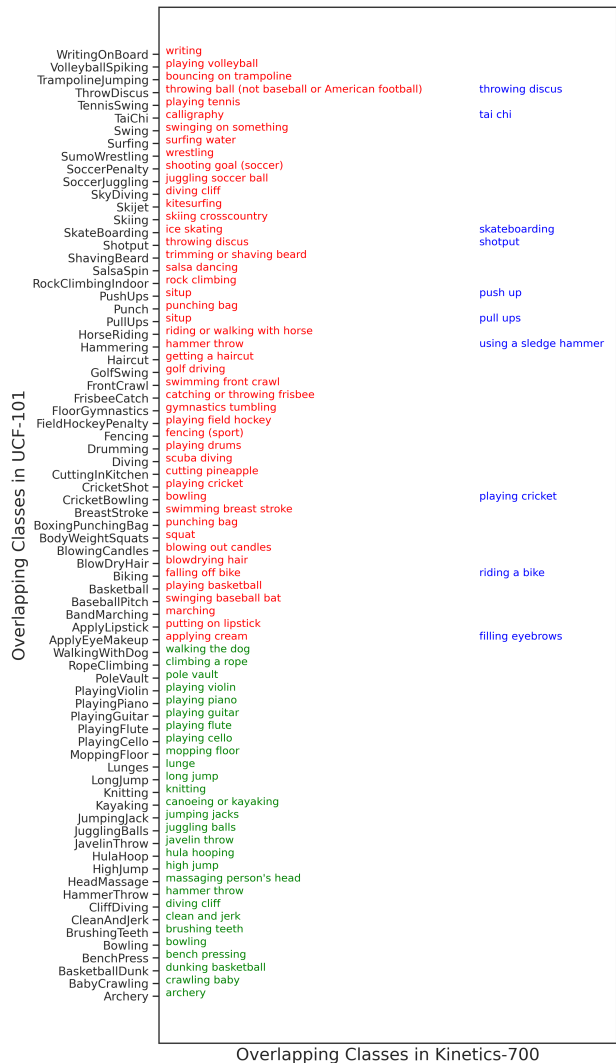 WritingOnBoard writing
VolleyballSpiking playing volleyball
TrampolineJumping bouncing on trampoline
ThrowDiscus throwing ball (not baseball or American football) throwing discus
TennisSwing playing tennis
TaiChi calligraphy tai chi
Swing swinging on something
Surfing surfing water
SumoWrestling wrestling
SoccerPenalty shooting goal (soccer)
SoccerJuggling juggling soccer ball
SkyDiving diving cliff
Skijet kitesurfing
Skiing skiing crosscountry
SkateBoarding ice skating skateboarding
Shotput throwing discus shotput
ShavingBeard trimming or shaving beard
SalsaSpin salsa dancing
RockClimbingIndoor rock climbing
PushUps situp push up
Punch punching bag
PullUps situp pull ups
HorseRiding riding or walking with horse
Hammering hammer throw using a sledge hammer
Haircut getting a haircut
GolfSwing golf driving
FrontCrawl swimming front crawl
FrisbeeCatch catching or throwing frisbee
FloorGymnastics gymnastics tumbling
FieldHockeyPenalty playing field hockey
Fencing fencing (sport)
Drumming playing drums
Diving scuba diving
CuttingInKitchen cutting pineapple
CricketShot playing cricket
CricketBowling bowling playing cricket
BreastStroke swimming breast stroke
BoxingPunchingBag punching bag
BodyWeightSquats squat
BlowingCandles blowing out candles
BlowDryHair blowdrying hair
Biking falling off bike riding a bike
Basketball playing basketball
BaseballPitch swinging baseball bat
BandMarching marching
ApplyLipstick putting on lipstick
ApplyEyeMakeup applying cream filling eyebrows
WalkingWithDog walking the dog
RopeClimbing climbing a rope
PoleVault pole vault
PlayingViolin playing violin
PlayingPiano playing piano
PlayingGuitar playing guitar
PlayingFlute playing flute
PlayingCello playing cello
MoppingFloor mopping floor
Lunges lunge
LongJump long jump
Knitting knitting
Kayaking canoeing or kayaking
JumpingJack jumping jacks
JugglingBalls juggling balls
JavelinThrow javelin throw
HulaHoop hula hooping
HighJump high jump
HeadMassage massaging person's head
HammerThrow hammer throw
CliffDiving diving cliff
CleanAndJerk clean and jerk
BrushingTeeth brushing teeth
Bowling bowling
BenchPress bench pressing
BasketballDunk dunking basketball
BabyCrawling crawling baby
Archery archery
Overlapping Classes in UCF-101
Overlapping Classes in Kinetics-700